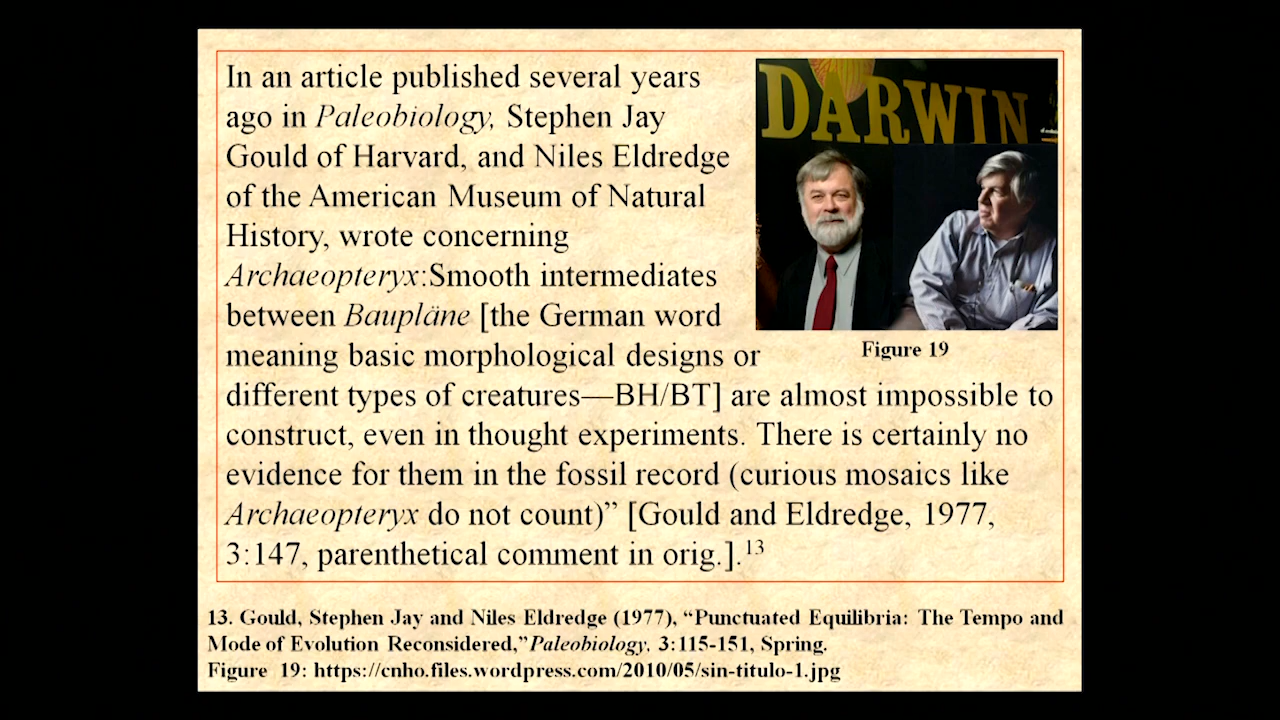 In an article published several years
ago in Paleobiology, Stephen Jay
Gould of Harvard, and Niles Eldredge
of the American Museum of Natural
History, wrote concerning
Archaeopteryx:Smooth intermediates
between Baupläne [the German word
meaning basic morphological designs or
different types of creatures—BH/BT] are almost impossible to
construct, even in thought experiments. There is certainly no
evidence for them in the fossil record (curious mosaics like
Archaeopteryx do not count)” [Gould and Eldredge, 1977,
3:147, parenthetical comment in orig.].13
DARWIN
Figure 19
13. Gould, Stephen Jay and Niles Eldredge (1977), “Punctuated Equilibria: The Tempo and
Mode of Evolution Reconsidered,”Paleobiology. 3:115-151, Spring.
Figure 19: https://cnho.files.wordpress.com/2010/05/sin-titulo-1.jpg